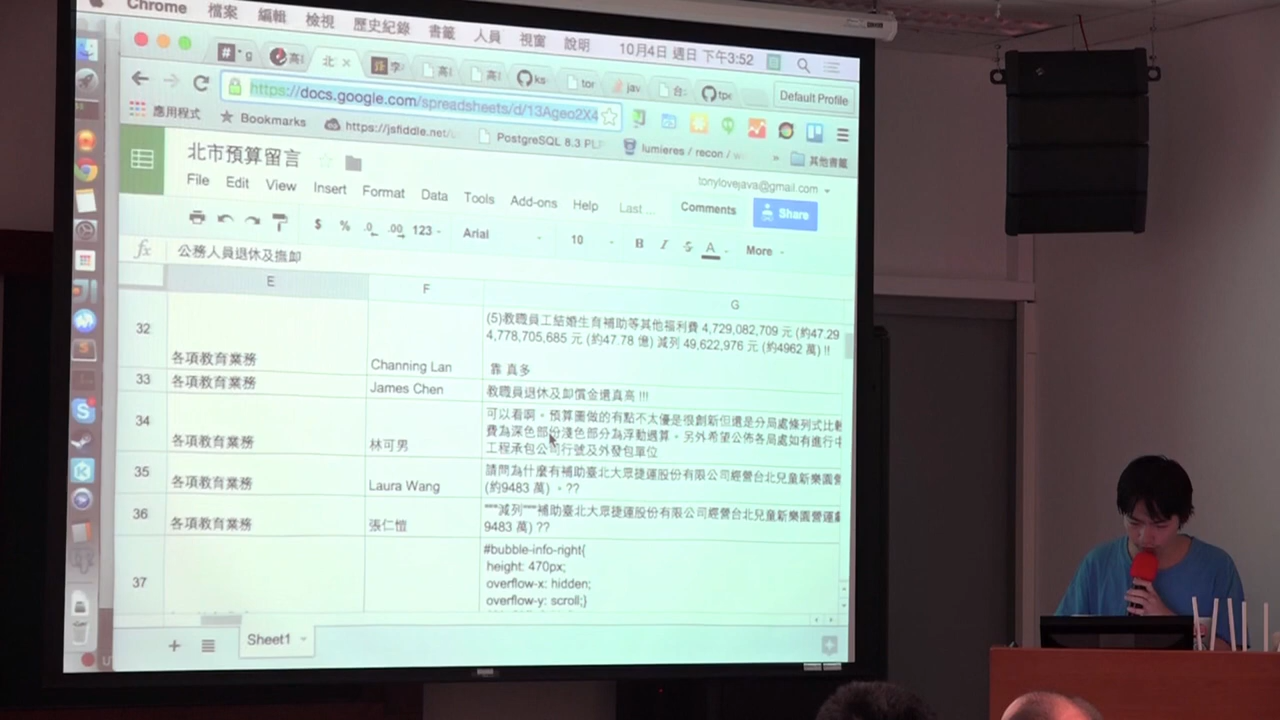 Chrome 檔案 編輯 檢視 歷史紀錄 書籤 人員 視窗 說明 10月4日 週日 下午3:52
北 ks tor jav 台 tpc Default Profile
https://docs.google.com/spreadsheets/d/13Ageo2X4
應用程式 Bookmarks https://jsfiddle.net/ PostgreSQL 8.3 lumieres / recon / 其他書籤
北市預算留言
tonylovejava@gmail.com
File Edit View Insert Format Data Tools Add-ons Help Last ... Comments Share
$ % .0 .00 123 Arial 10 B I S A More
fx 公務人員退休及撫卹
E F G
(5)教職員工結婚生育補助等其他福利費 4,729,082,709 元 (約47.29
4,778,705,685 元 (約47.78 億) 減列 49,622,976 元 (約4962 萬) !!
32 各項教育業務 Channing Lan 靠 真多
33 各項教育業務 James Chen 教職員退休及卹償金還真高 !!!
可以看啊。預算圖做的有點不太優是很創新但還是分局處條列式比較
費為深色部份淺色部分為浮動週算。另外希望公佈各局處如有進行中
34 各項教育業務 林可男 工程承包公司行號及外發包單位
請問為什麼有補助臺北大眾捷運股份有限公司經營台北兒童新樂園營
35 各項教育業務 Laura Wang (約9483 萬) 。??
"""減列"""補助臺北大眾捷運股份有限公司經營台北兒童新樂園營運
36 各項教育業務 張仁愷 9483 萬) ??
37 #bubble-info-right{
height: 470px;
overflow-x: hidden;
overflow-y: scroll;}
Sheet1